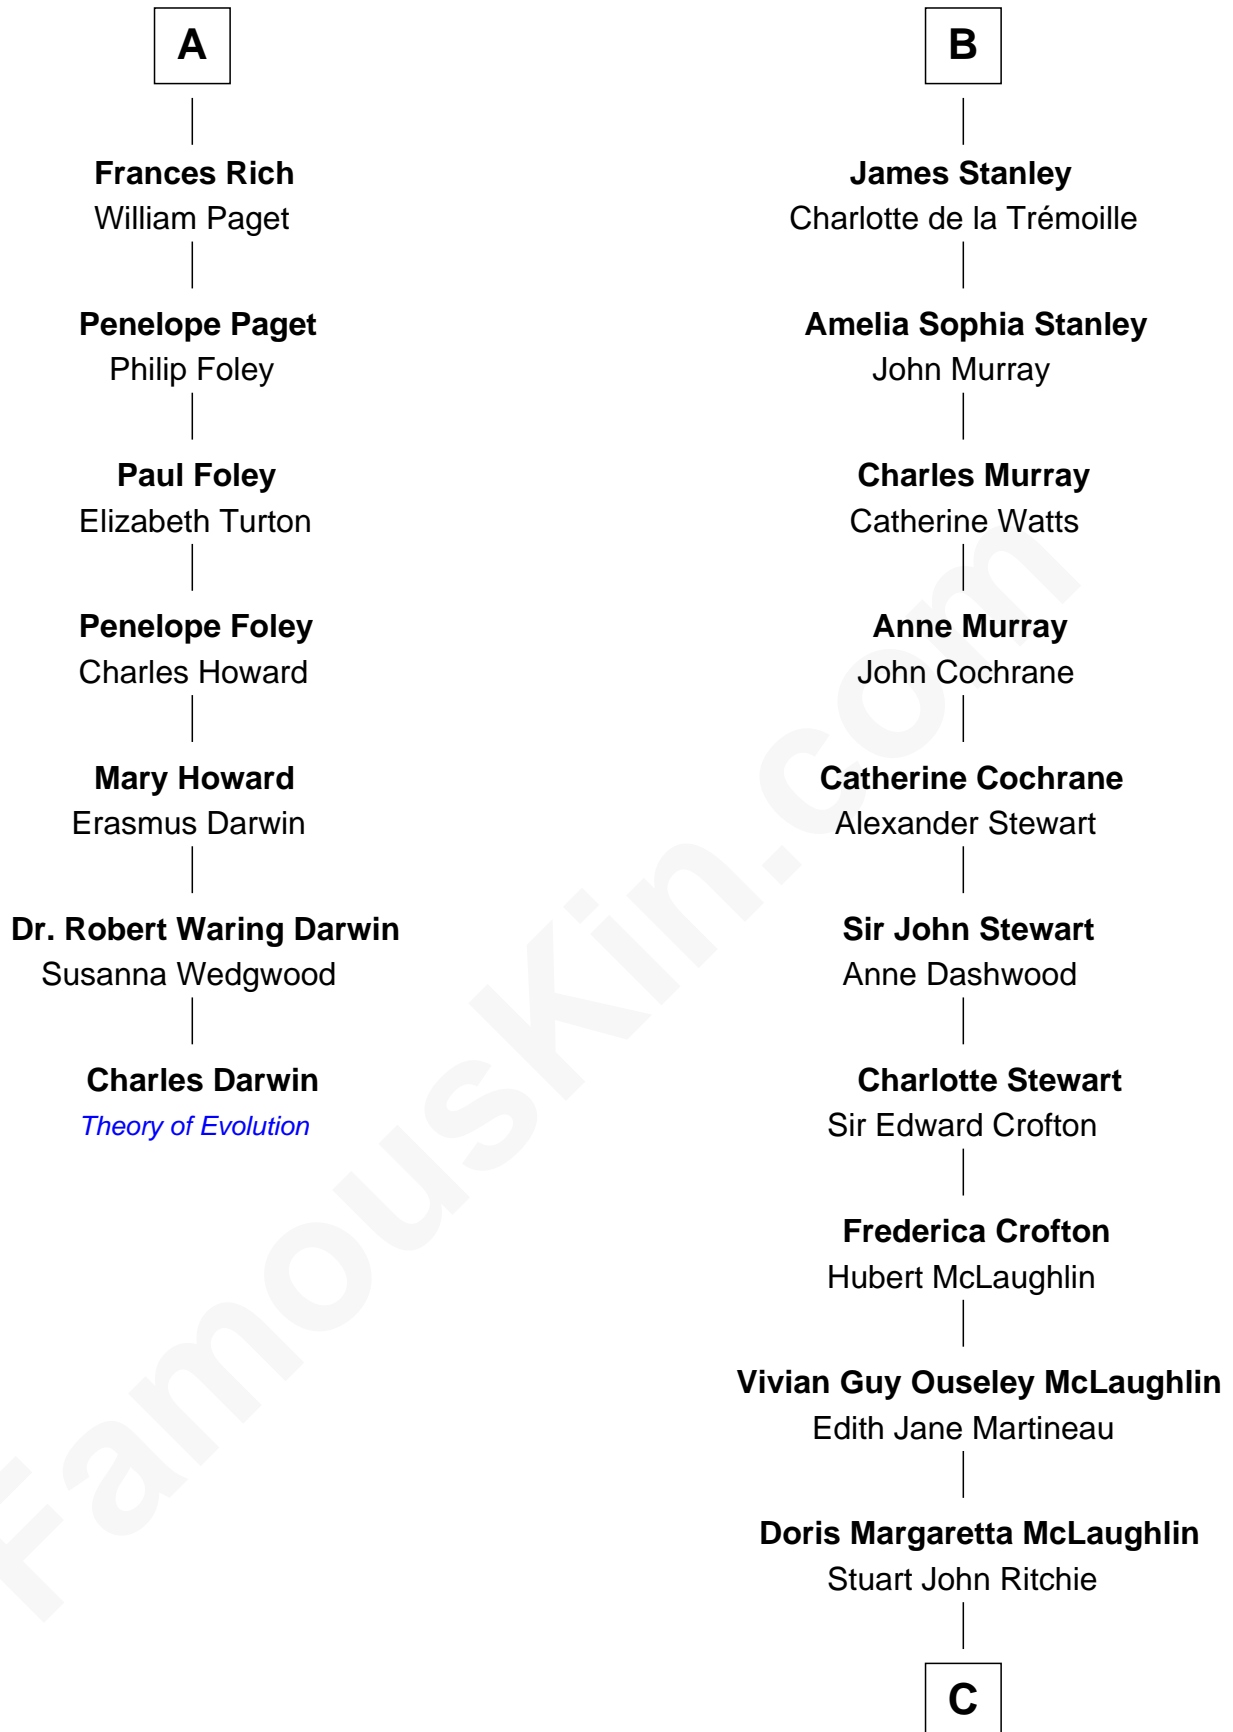 A
Frances Rich
William Paget
Penelope Paget
Philip Foley
Paul Foley
Elizabeth Turton
Penelope Foley
Charles Howard
Mary Howard
Erasmus Darwin
Dr. Robert Waring Darwin
Susanna Wedgwood
Charles Darwin
Theory of Evolution
B
James Stanley
Charlotte de la Trémoille
Amelia Sophia Stanley
John Murray
Charles Murray
Catherine Watts
Anne Murray
John Cochrane
Catherine Cochrane
Alexander Stewart
Sir John Stewart
Anne Dashwood
Charlotte Stewart
Sir Edward Crofton
Frederica Crofton
Hubert McLaughlin
Vivian Guy Ouseley McLaughlin
Edith Jane Martineau
Doris Margaretta McLaughlin
Stuart John Ritchie
C
FamousKin.com